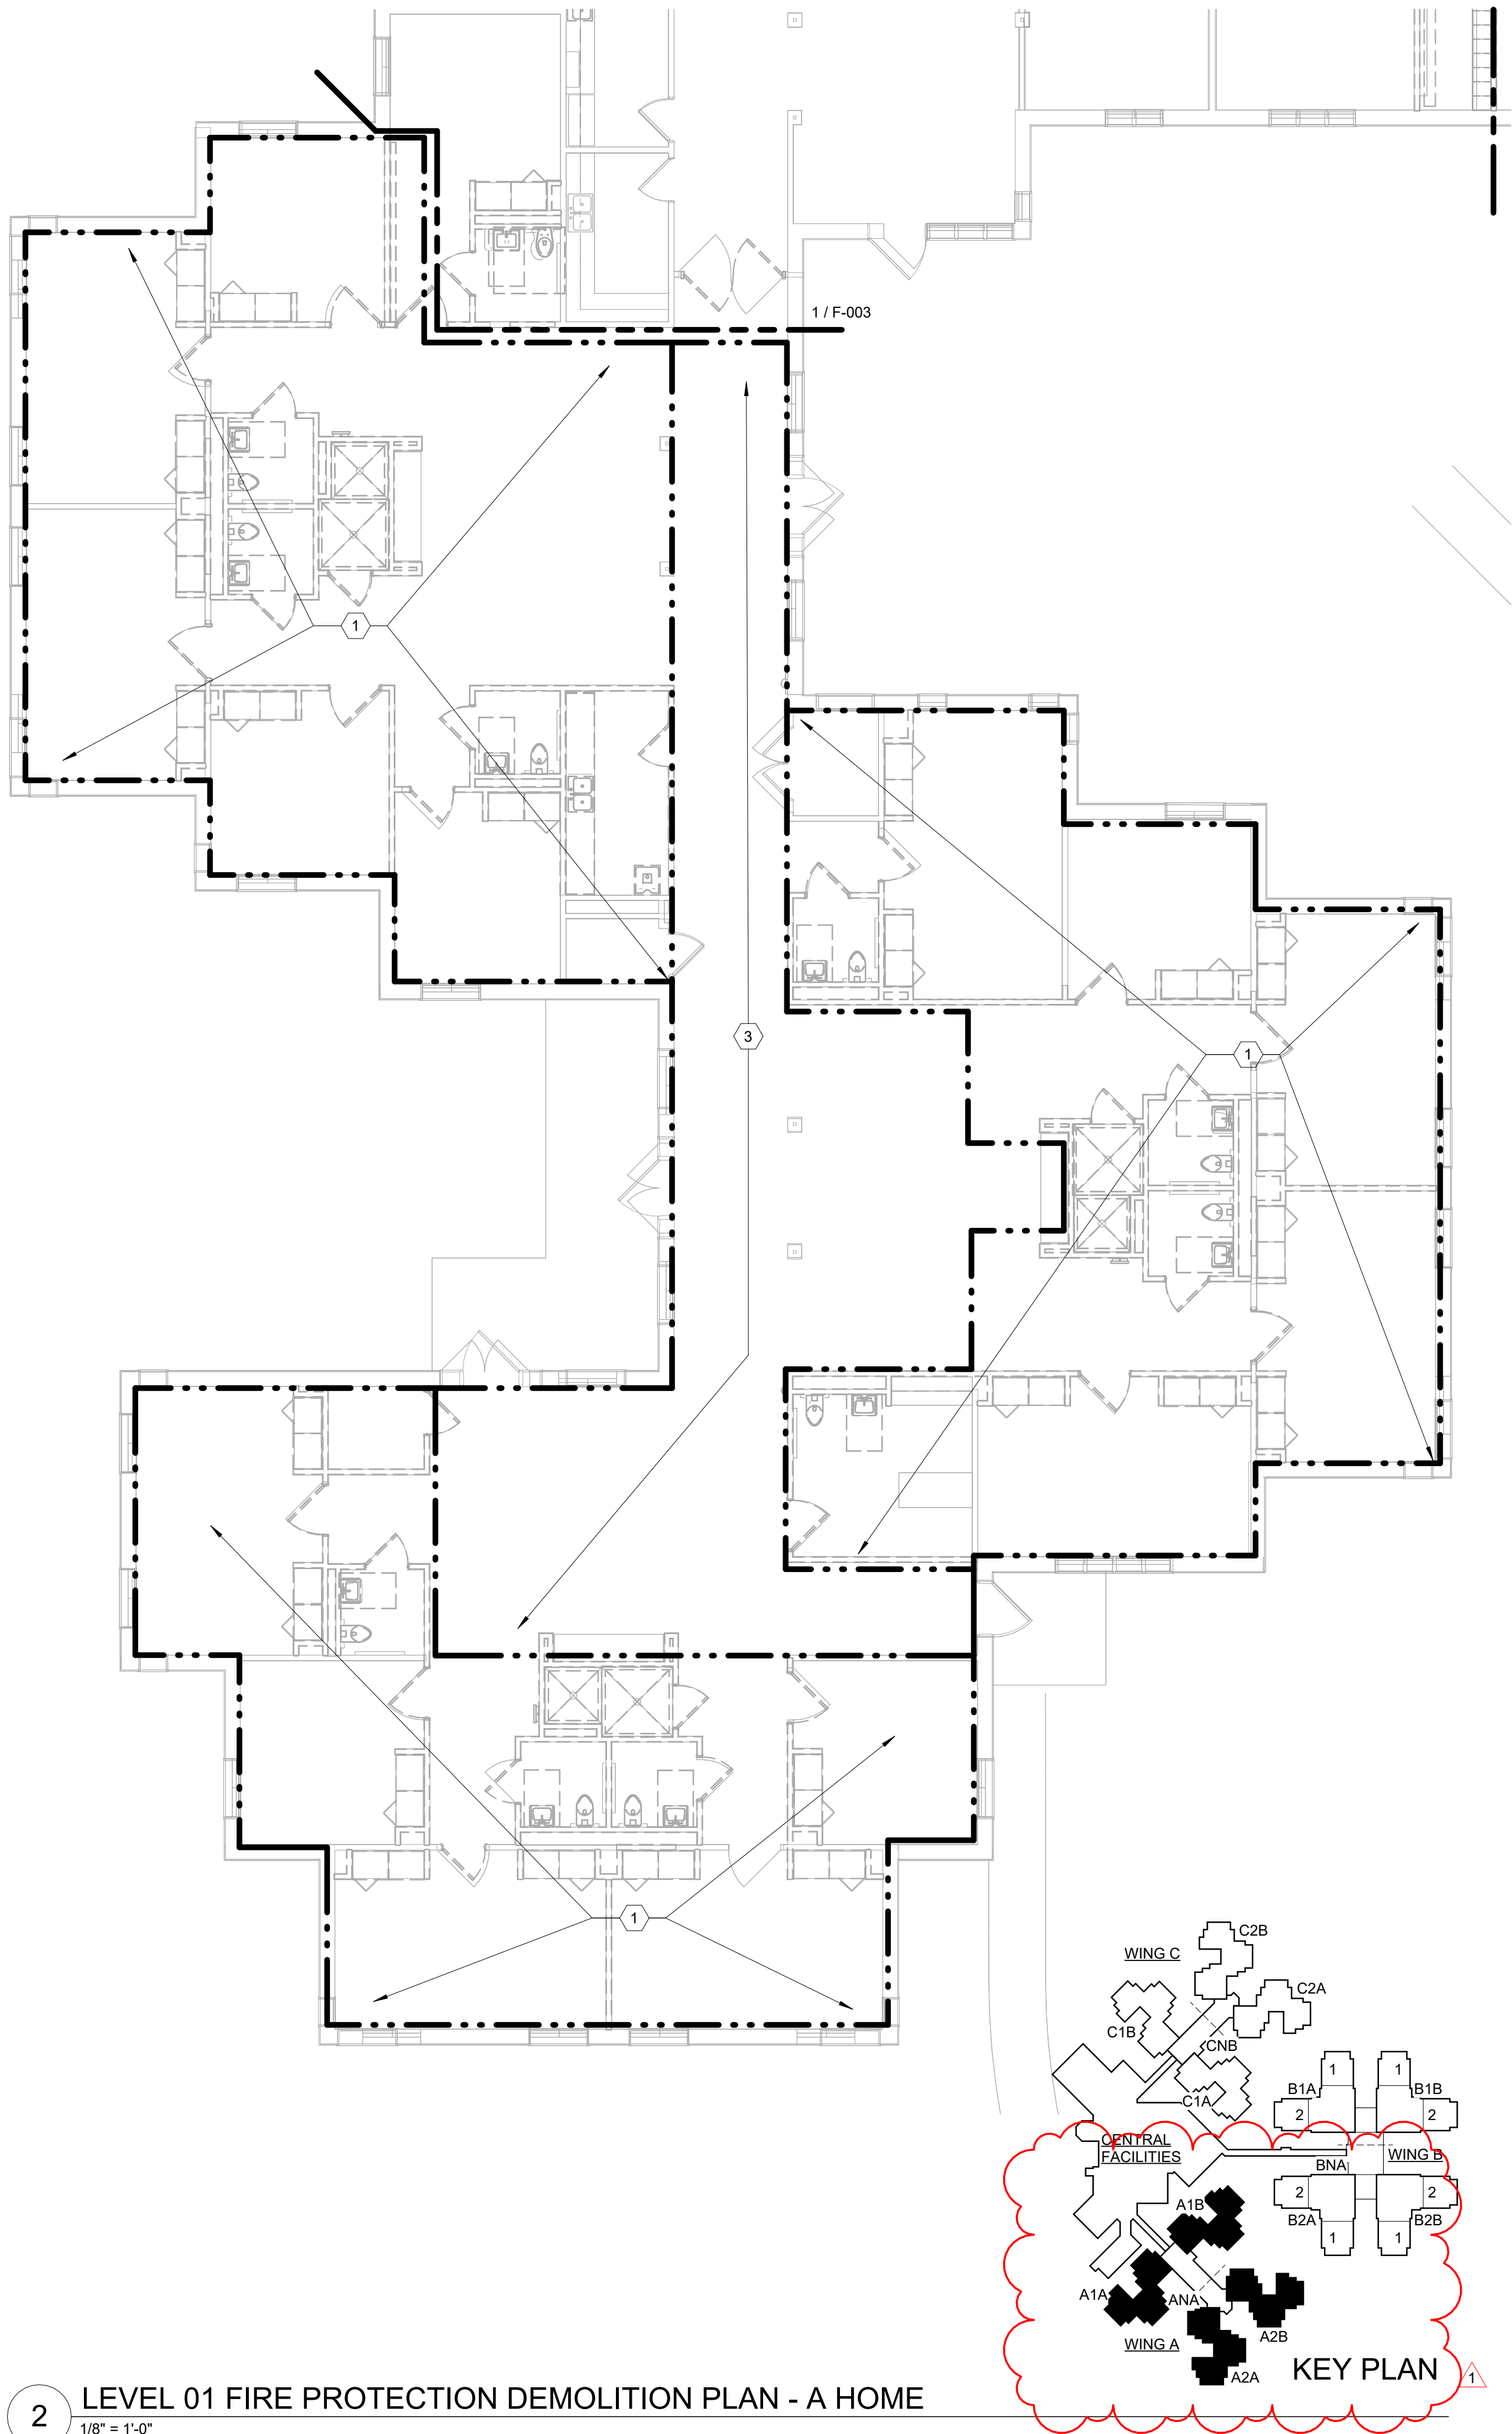 1 / F-003
1
3
1
1
C2B
WING C
C2A
C1B
CNB
C1A
1
1
B1A
B1B
2
2
CENTRAL
FACILITIES
WING B
BNA
2
2
A1B
B2A
B2B
1
1
A1A
ANA
A2B
WING A
A2A
KEY PLAN
1
2
LEVEL 01 FIRE PROTECTION DEMOLITION PLAN - A HOME
1/8" = 1'-0"